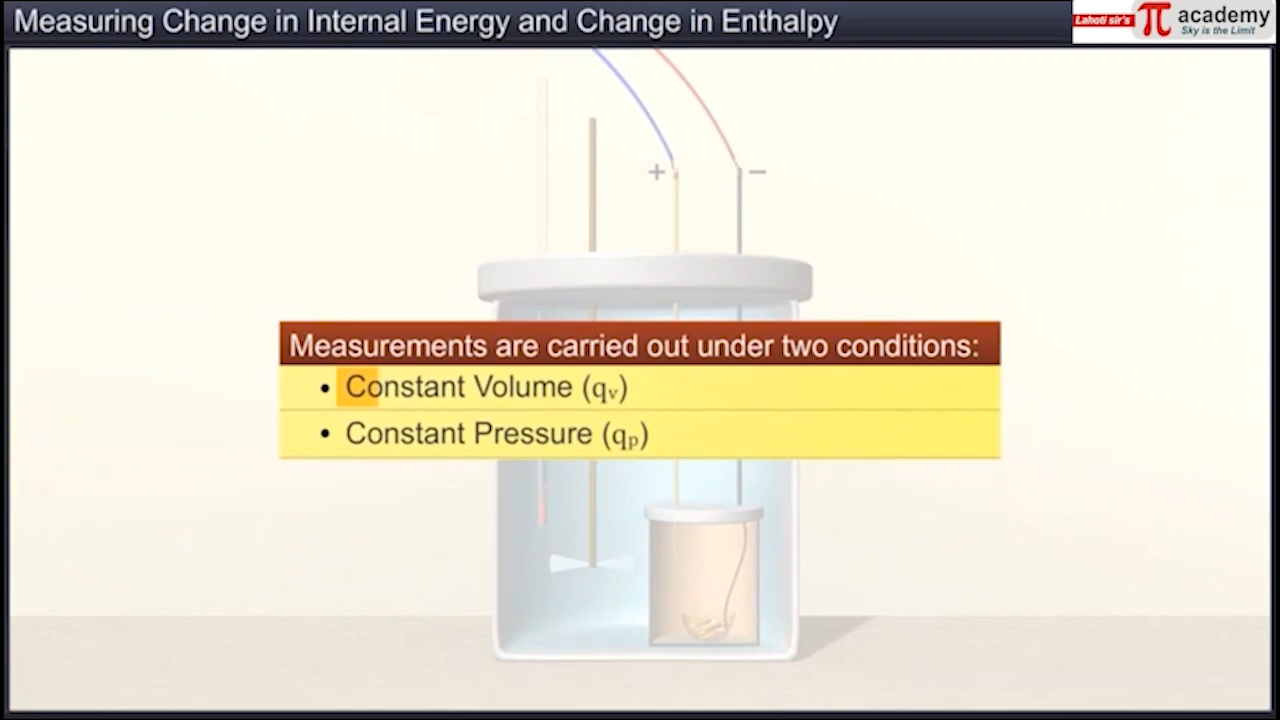 Measuring Change in Internal Energy and Change in Enthalpy
Lahoti sir's
π academy
Sky is the Limit
+ −
Measurements are carried out under two conditions:
• Constant Volume (qᵥ)
• Constant Pressure (qₚ)